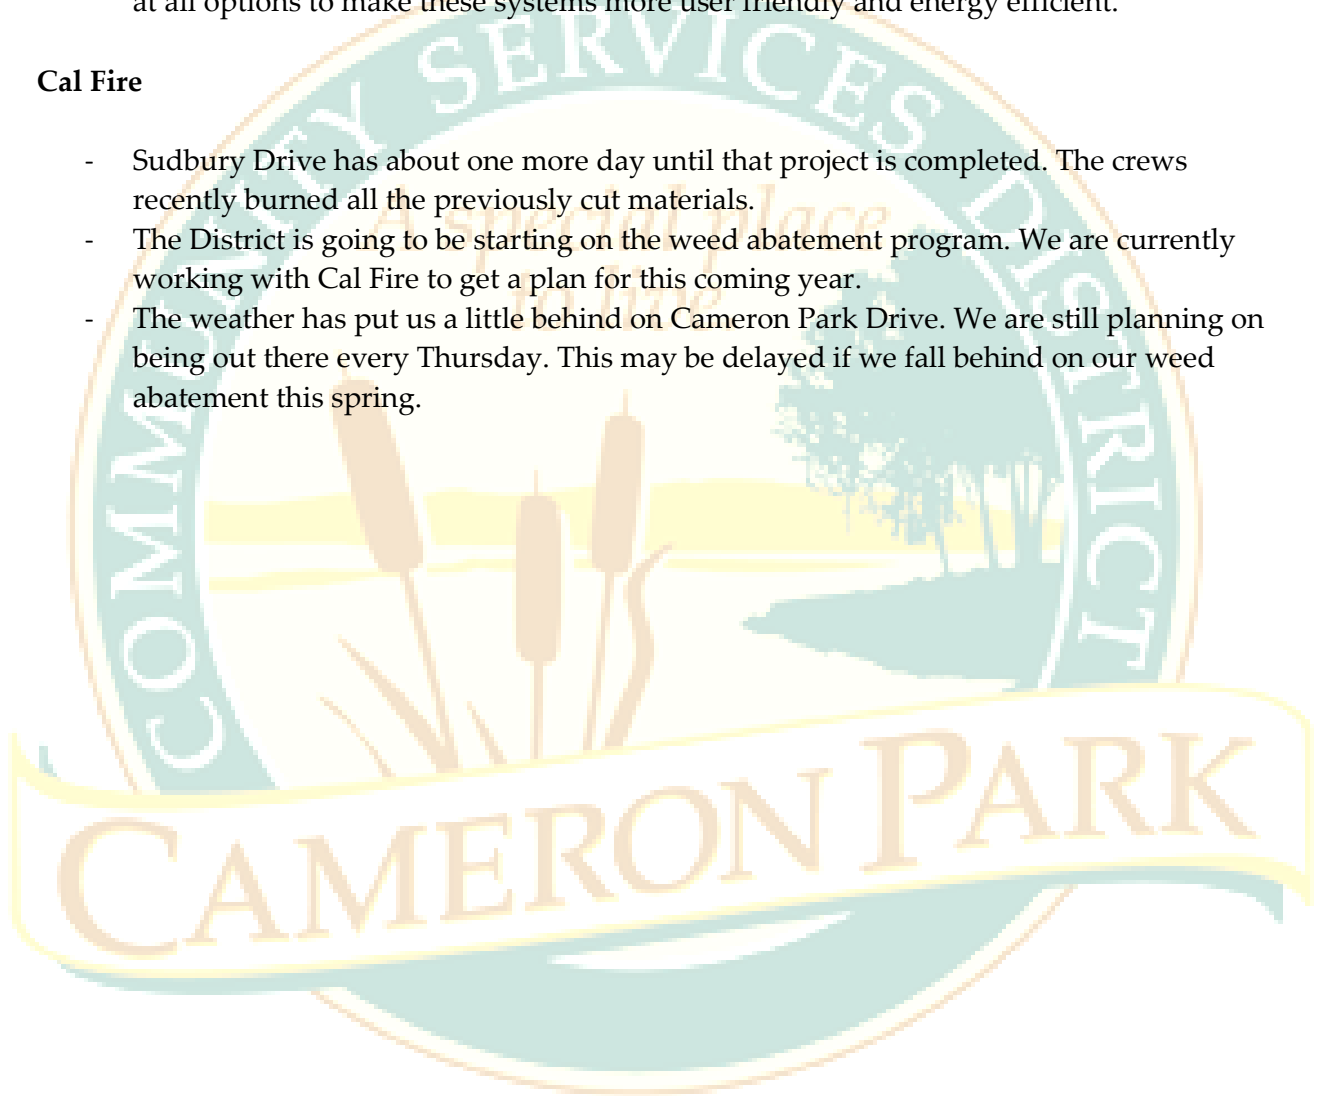 at all options to make these systems more user friendly and energy efficient.
Cal Fire
- Sudbury Drive has about one more day until that project is completed. The crews
recently burned all the previously cut materials.
- The District is going to be starting on the weed abatement program. We are currently
working with Cal Fire to get a plan for this coming year.
- The weather has put us a little behind on Cameron Park Drive. We are still planning on
being out there every Thursday. This may be delayed if we fall behind on our weed
abatement this spring.
COMMUNITY SERVICES DISTRICT
A special place
to live
CAMERON PARK